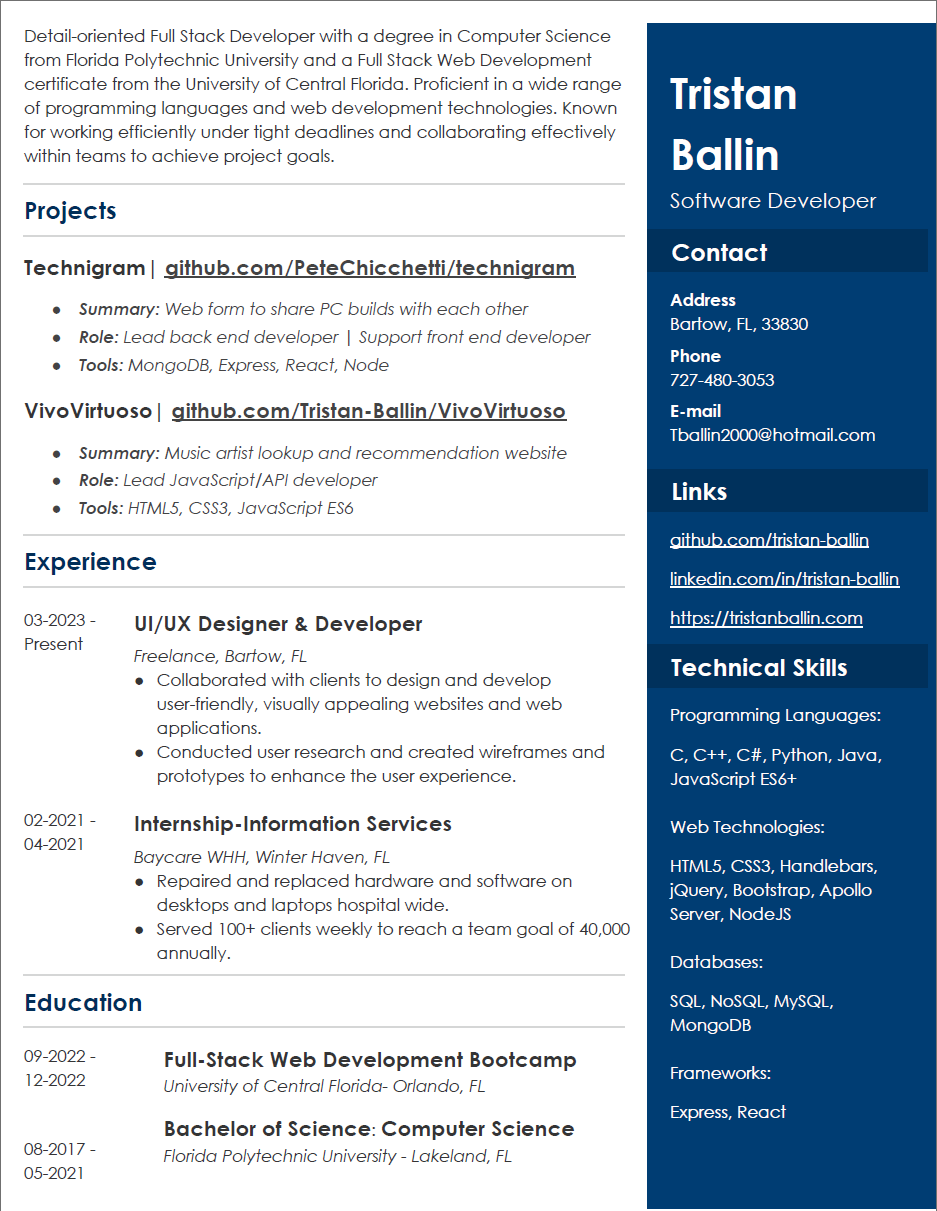 Detail-oriented Full Stack Developer with a degree in Computer Science
from Florida Polytechnic University and a Full Stack Web Development
certificate from the University of Central Florida. Proficient in a wide range
of programming languages and web development technologies. Known
for working efficiently under tight deadlines and collaborating effectively
within teams to achieve project goals.
Projects
Technigram| github.com/PeteChicchetti/technigram
● Summary: Web form to share PC builds with each other
● Role: Lead back end developer | Support front end developer
● Tools: MongoDB, Express, React, Node
VivoVirtuoso| github.com/Tristan-Ballin/VivoVirtuoso
● Summary: Music artist lookup and recommendation website
● Role: Lead JavaScript/API developer
● Tools: HTML5, CSS3, JavaScript ES6
Experience
03-2023 -
Present
UI/UX Designer & Developer
Freelance, Bartow, FL
● Collaborated with clients to design and develop
user-friendly, visually appealing websites and web
applications.
● Conducted user research and created wireframes and
prototypes to enhance the user experience.
02-2021 -
04-2021
Internship-Information Services
Baycare WHH, Winter Haven, FL
● Repaired and replaced hardware and software on
desktops and laptops hospital wide.
● Served 100+ clients weekly to reach a team goal of 40,000
annually.
Education
09-2022 -
12-2022
Full-Stack Web Development Bootcamp
University of Central Florida- Orlando, FL
08-2017 -
05-2021
Bachelor of Science: Computer Science
Florida Polytechnic University - Lakeland, FL
Tristan
Ballin
Software Developer
Contact
Address
Bartow, FL, 33830
Phone
727-480-3053
E-mail
Tballin2000@hotmail.com
Links
github.com/tristan-ballin
linkedin.com/in/tristan-ballin
https://tristanballin.com
Technical Skills
Programming Languages:
C, C++, C#, Python, Java,
JavaScript ES6+
Web Technologies:
HTML5, CSS3, Handlebars,
jQuery, Bootstrap, Apollo
Server, NodeJS
Databases:
SQL, NoSQL, MySQL,
MongoDB
Frameworks:
Express, React